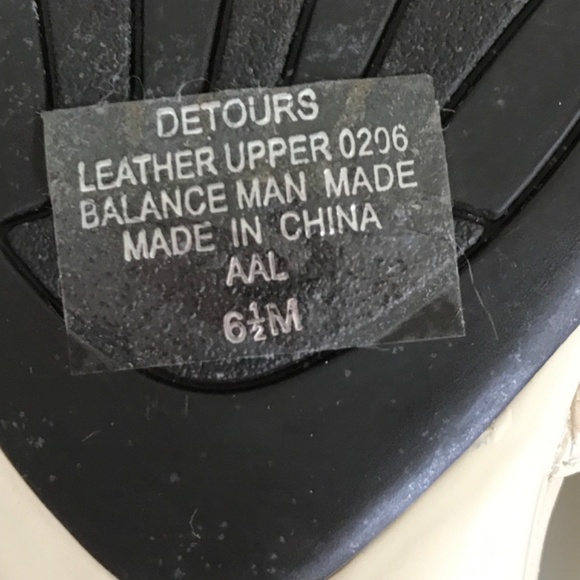 DETOURS
LEATHER UPPER 0206
BALANCE MAN MADE
MADE IN CHINA
AAL
6½M